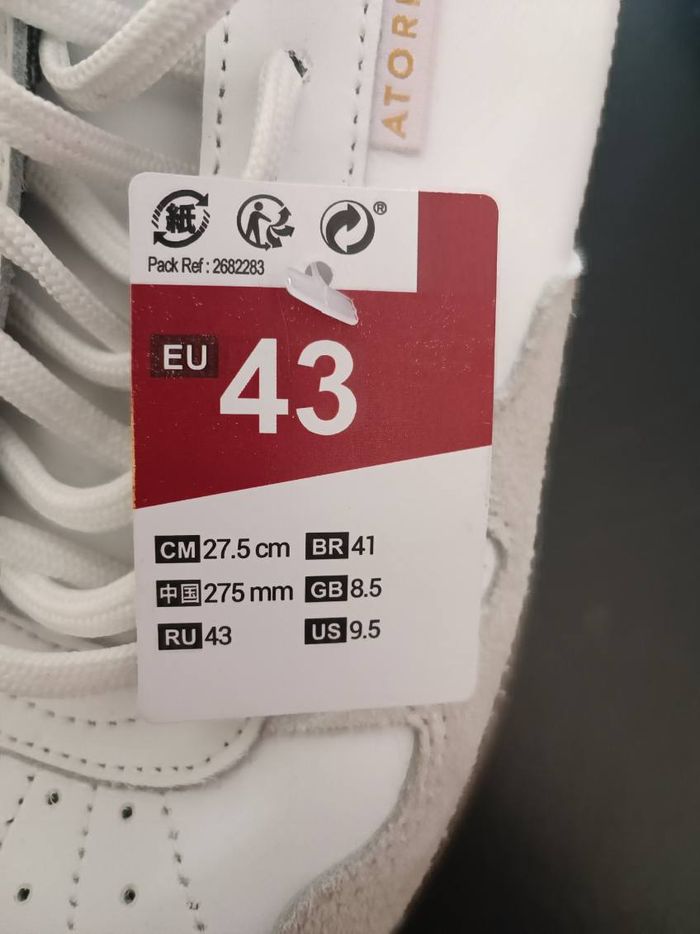 ATOR
紙
®
Pack Ref : 2682283
EU 43
CM 27.5 cm BR 41
中国 275 mm GB 8.5
RU 43 US 9.5